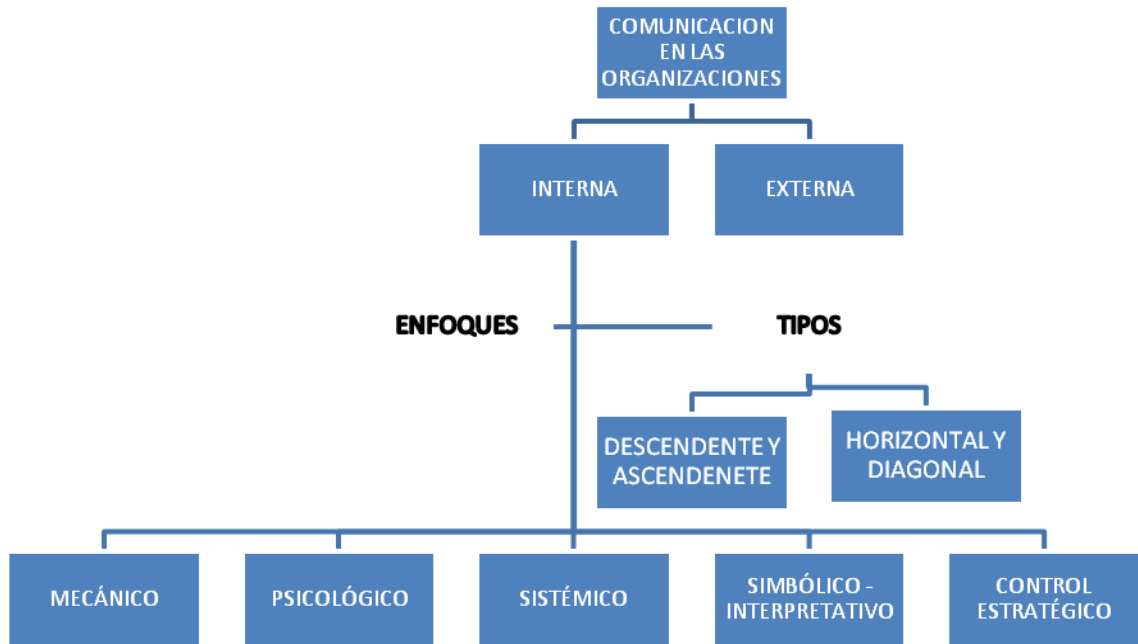 COMUNICACION
EN LAS
ORGANIZACIONES
INTERNA
EXTERNA
ENFOQUES
TIPOS
DESCENDENTE Y
ASCENDENETE
HORIZONTAL Y
DIAGONAL
MECÁNICO
PSICOLÓGICO
SISTÉMICO
SIMBÓLICO -
INTERPRETATIVO
CONTROL
ESTRATÉGICO